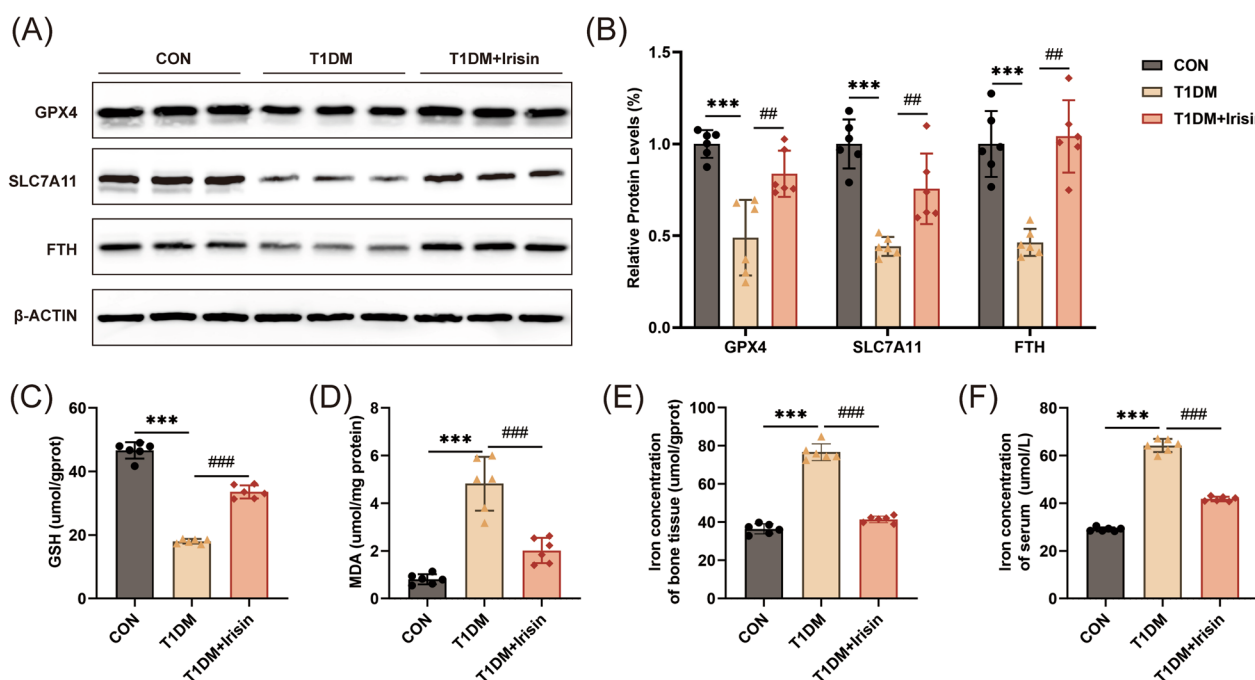 (A)
CON T1DM T1DM+Irisin
GPX4
SLC7A11
FTH
β-ACTIN
(B)
Relative Protein Levels (%)
1.5
1.0
0.5
0.0
*** ## *** ## *** ##
GPX4 SLC7A11 FTH
CON
T1DM
T1DM+Irisin
(C)
GSH (umol/gprot)
60
40
20
0
***
###
CON T1DM T1DM+Irisin
(D)
MDA (umol/mg protein)
8
6
4
2
0
***
###
CON T1DM T1DM+Irisin
(E)
Iron concentration
of bone tissue (umol/gprot)
100
80
60
40
20
0
*** ###
CON T1DM T1DM+Irisin
(F)
Iron concentration
of serum (umol/L)
80
60
40
20
0
*** ###
CON T1DM T1DM+Irisin